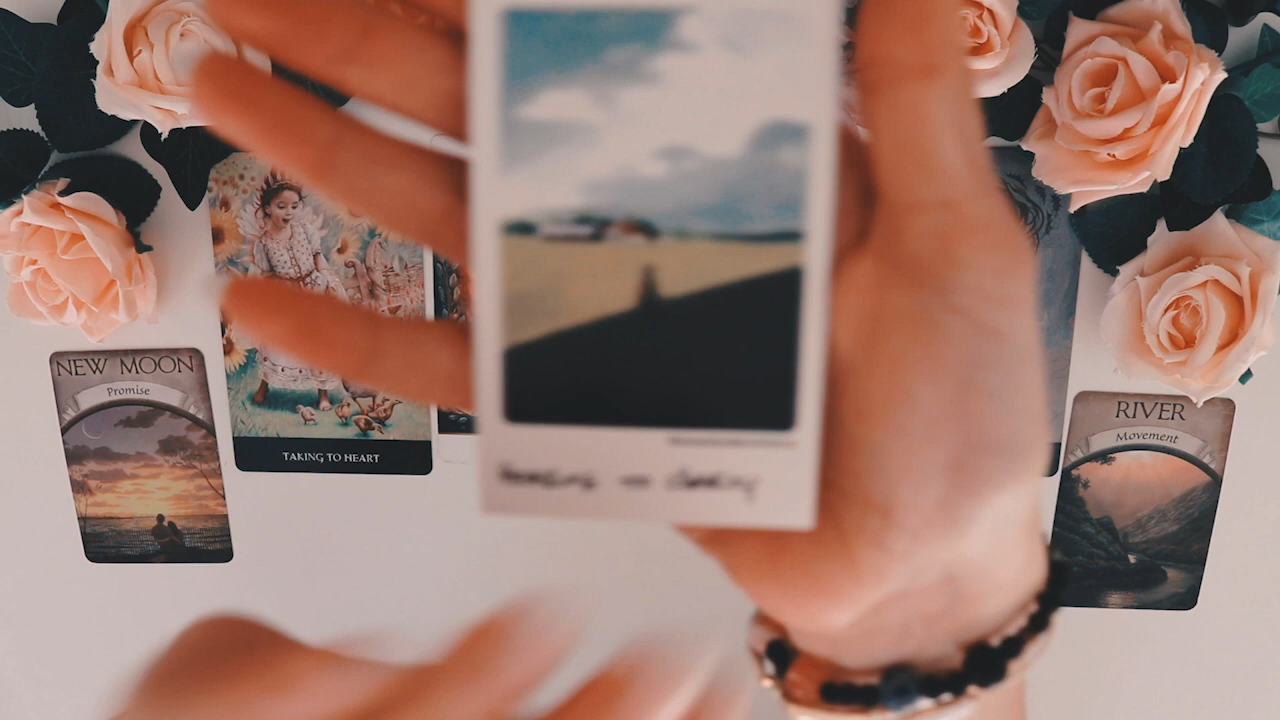 NEW MOON
Promise
TAKING TO HEART
RIVER
Movement